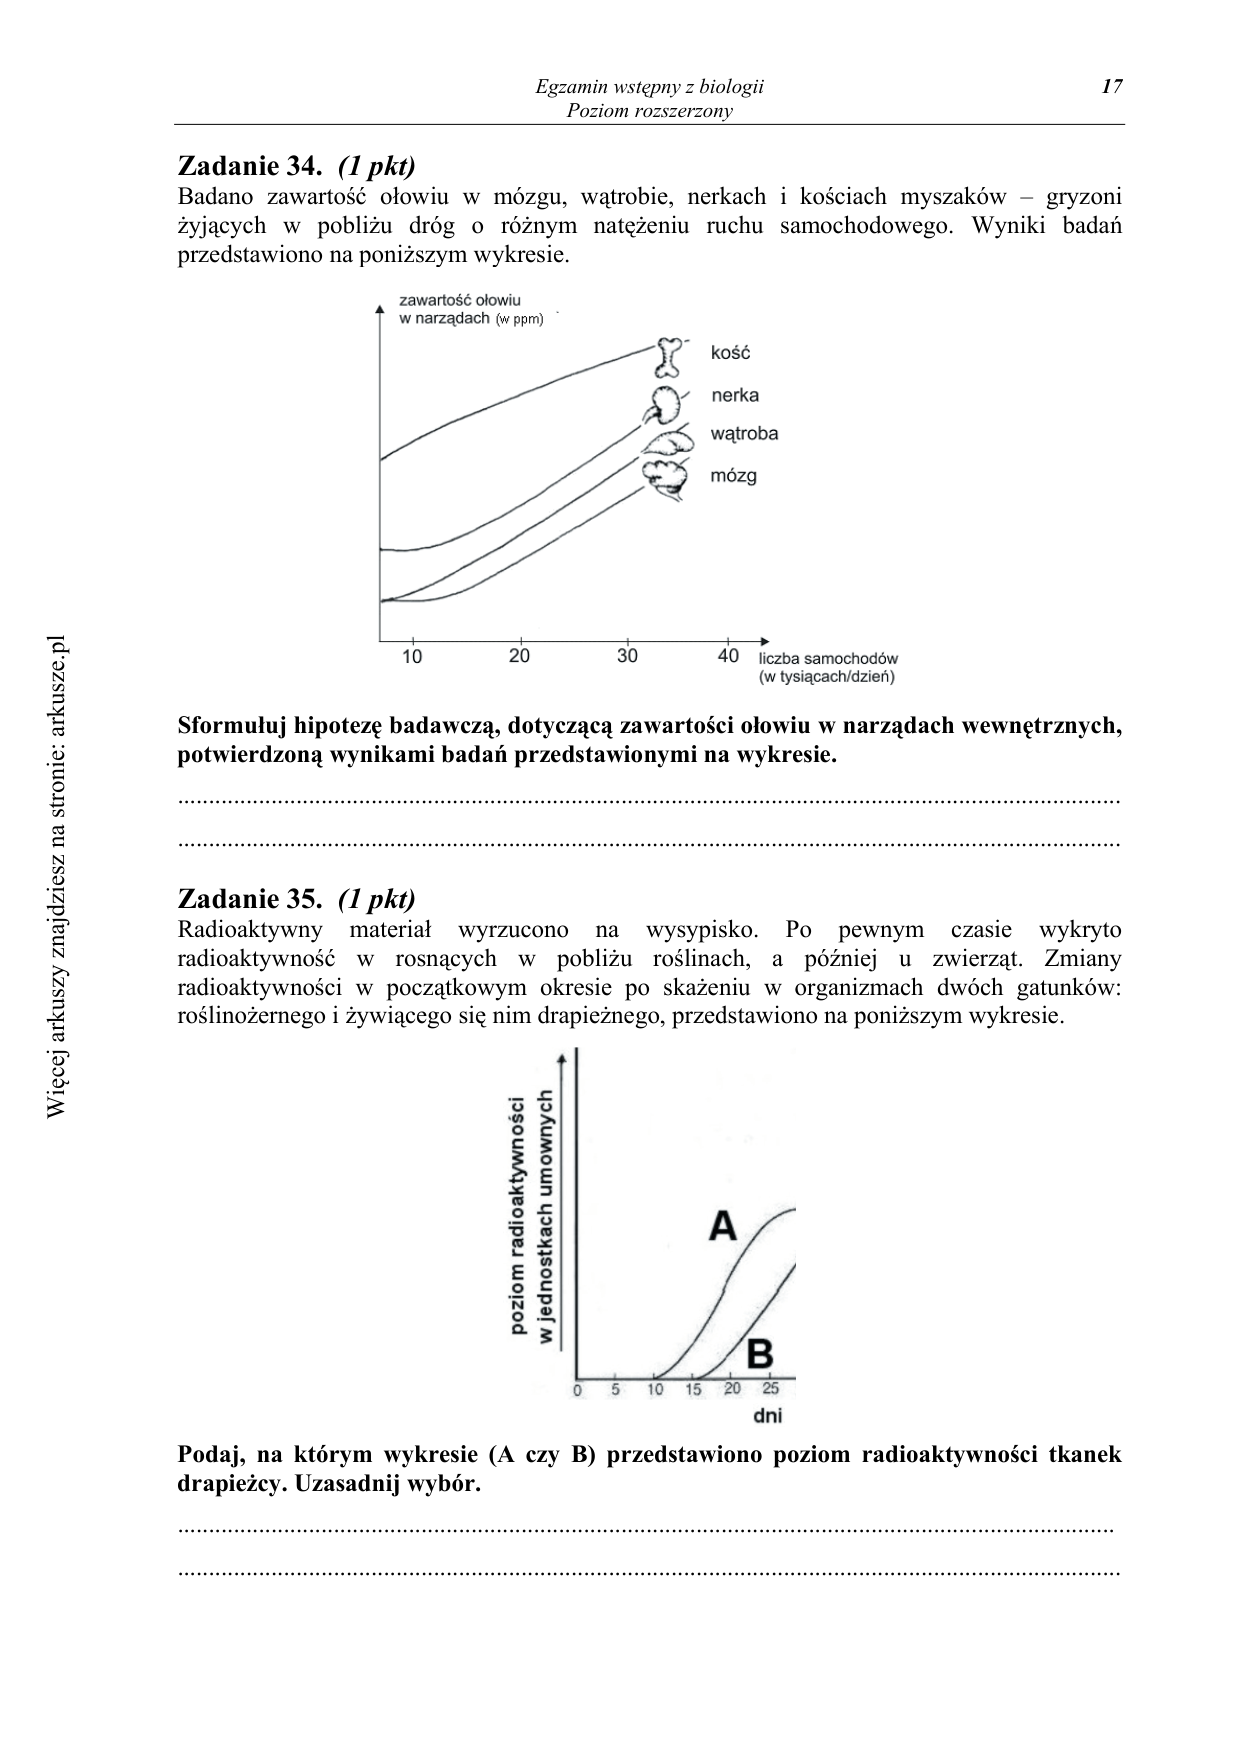 Egzamin wstępny z biologii
Poziom rozszerzony
17
Zadanie 34. (1 pkt)
Badano zawartość ołowiu w mózgu, wątrobie, nerkach i kościach myszaków – gryzoni
żyjących w pobliżu dróg o różnym natężeniu ruchu samochodowego. Wyniki badań
przedstawiono na poniższym wykresie.
zawartość ołowiu
w narządach (w ppm)
kość
nerka
wątroba
mózg
10 20 30 40
liczba samochodów
(w tysiącach/dzień)
Sformułuj hipotezę badawczą, dotyczącą zawartości ołowiu w narządach wewnętrznych,
potwierdzoną wynikami badań przedstawionymi na wykresie.
Zadanie 35. (1 pkt)
Radioaktywny materiał wyrzucono na wysypisko. Po pewnym czasie wykryto
radioaktywność w rosnących w pobliżu roślinach, a później u zwierząt. Zmiany
radioaktywności w początkowym okresie po skażeniu w organizmach dwóch gatunków:
roślinożernego i żywiącego się nim drapieżnego, przedstawiono na poniższym wykresie.
poziom radioaktywności
w jednostkach umownych
A
B
0 5 10 15 20 25
dni
Podaj, na którym wykresie (A czy B) przedstawiono poziom radioaktywności tkanek
drapieżcy. Uzasadnij wybór.
Więcej arkuszy znajdziesz na stronie: arkusze.pl